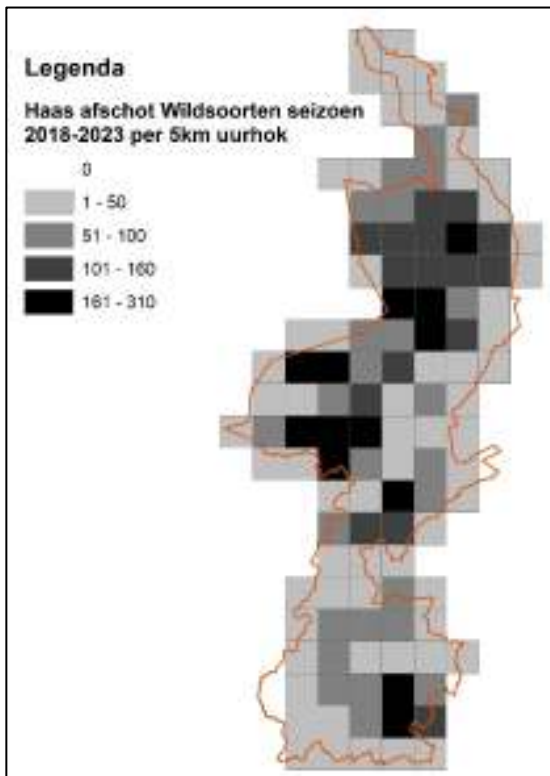 Legenda
Haas afschot Wildsoorten seizoen
2018-2023 per 5km uurhok
0
1 - 50
51 - 100
101 - 160
161 - 310